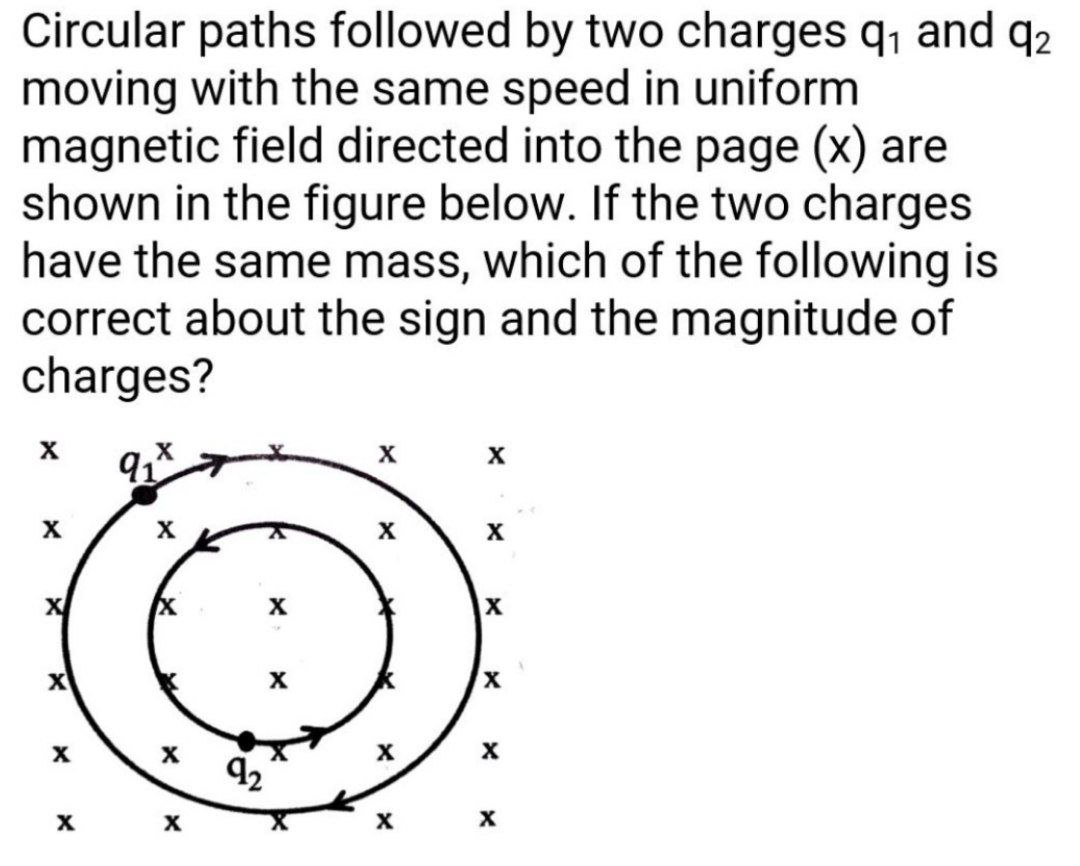 Circular paths followed by two charges q₁ and q₂
moving with the same speed in uniform
magnetic field directed into the page (x) are
shown in the figure below. If the two charges
have the same mass, which of the following is
correct about the sign and the magnitude of
charges?
x q₁ x x x x
x x x x x
x x x x x
x x x x x
x x x x x
q₂
x x x x x